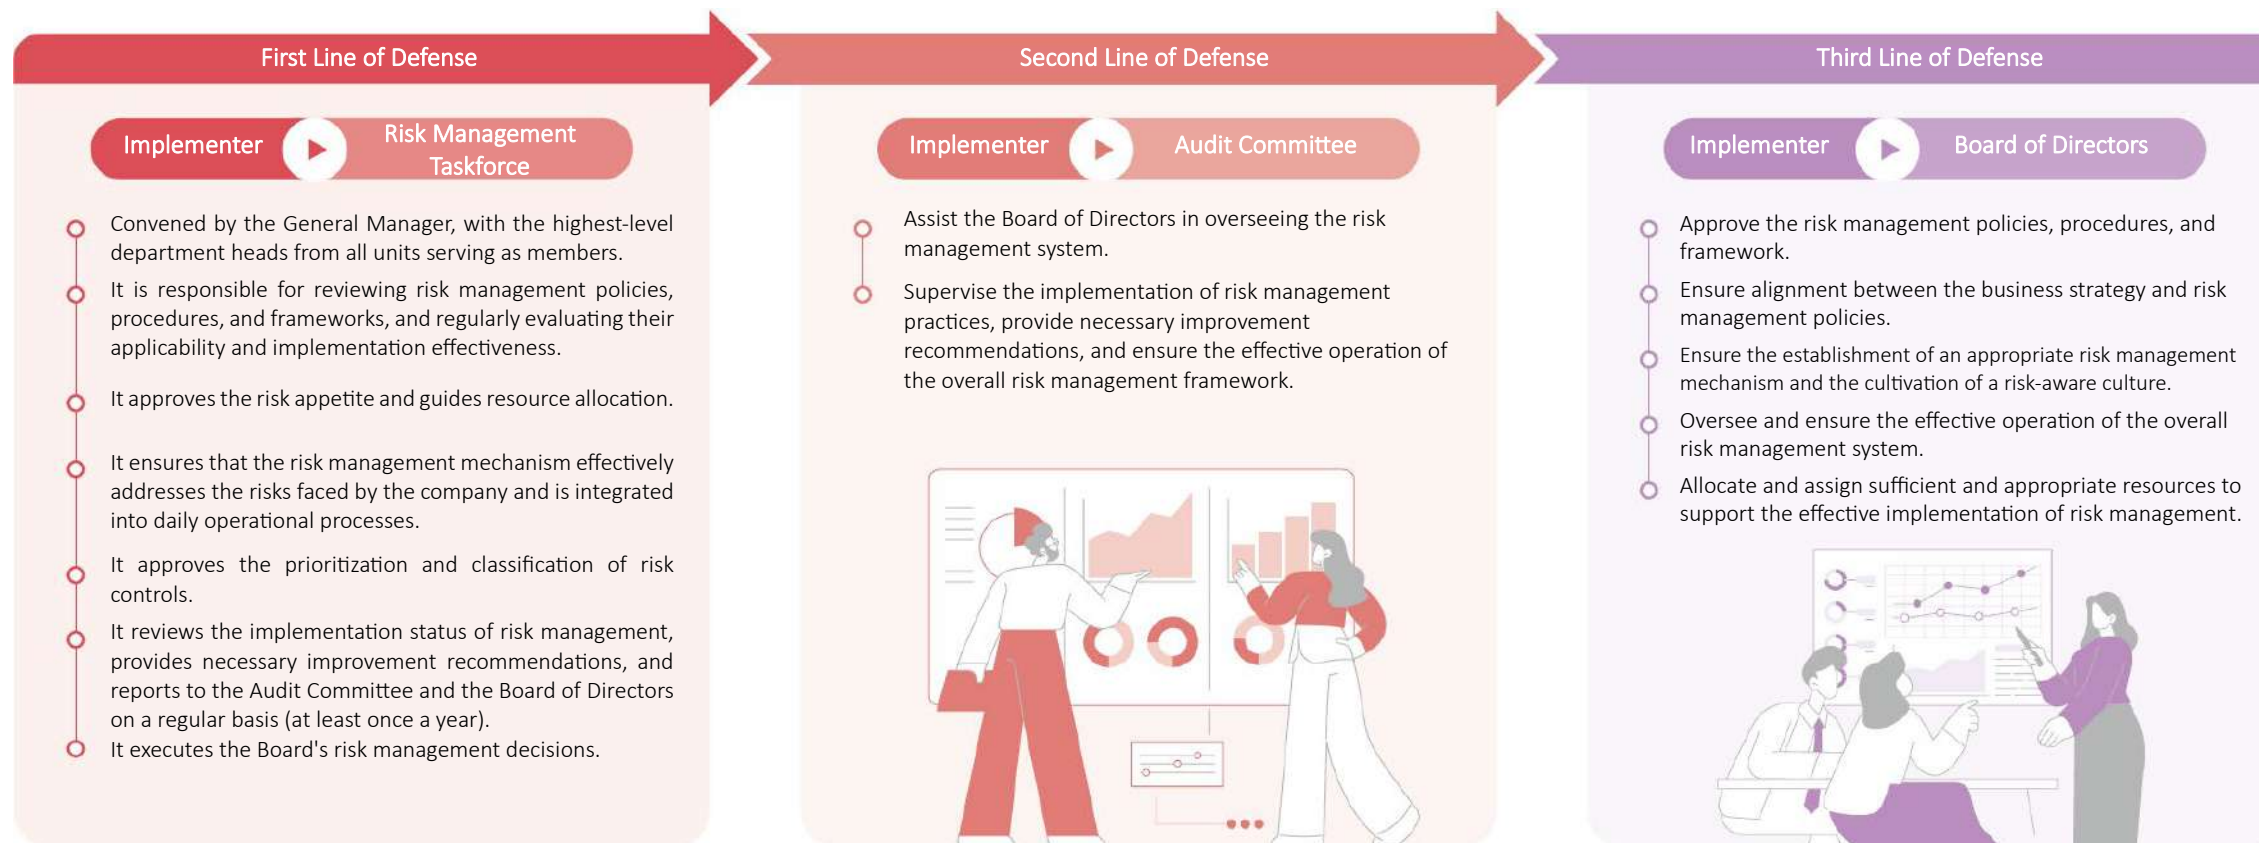 First Line of Defense
Implementer
Risk Management
Taskforce
Convened by the General Manager, with the highest-level
department heads from all units serving as members.
It is responsible for reviewing risk management policies,
procedures, and frameworks, and regularly evaluating their
applicability and implementation effectiveness.
It approves the risk appetite and guides resource allocation.
It ensures that the risk management mechanism effectively
addresses the risks faced by the company and is integrated
into daily operational processes.
It approves the prioritization and classification of risk
controls.
It reviews the implementation status of risk management,
provides necessary improvement recommendations, and
reports to the Audit Committee and the Board of Directors
on a regular basis (at least once a year).
It executes the Board's risk management decisions.
Second Line of Defense
Implementer
Audit Committee
Assist the Board of Directors in overseeing the risk
management system.
Supervise the implementation of risk management
practices, provide necessary improvement
recommendations, and ensure the effective operation of
the overall risk management framework.
Third Line of Defense
Implementer
Board of Directors
Approve the risk management policies, procedures, and
framework.
Ensure alignment between the business strategy and risk
management policies.
Ensure the establishment of an appropriate risk management
mechanism and the cultivation of a risk-aware culture.
Oversee and ensure the effective operation of the overall
risk management system.
Allocate and assign sufficient and appropriate resources to
support the effective implementation of risk management.